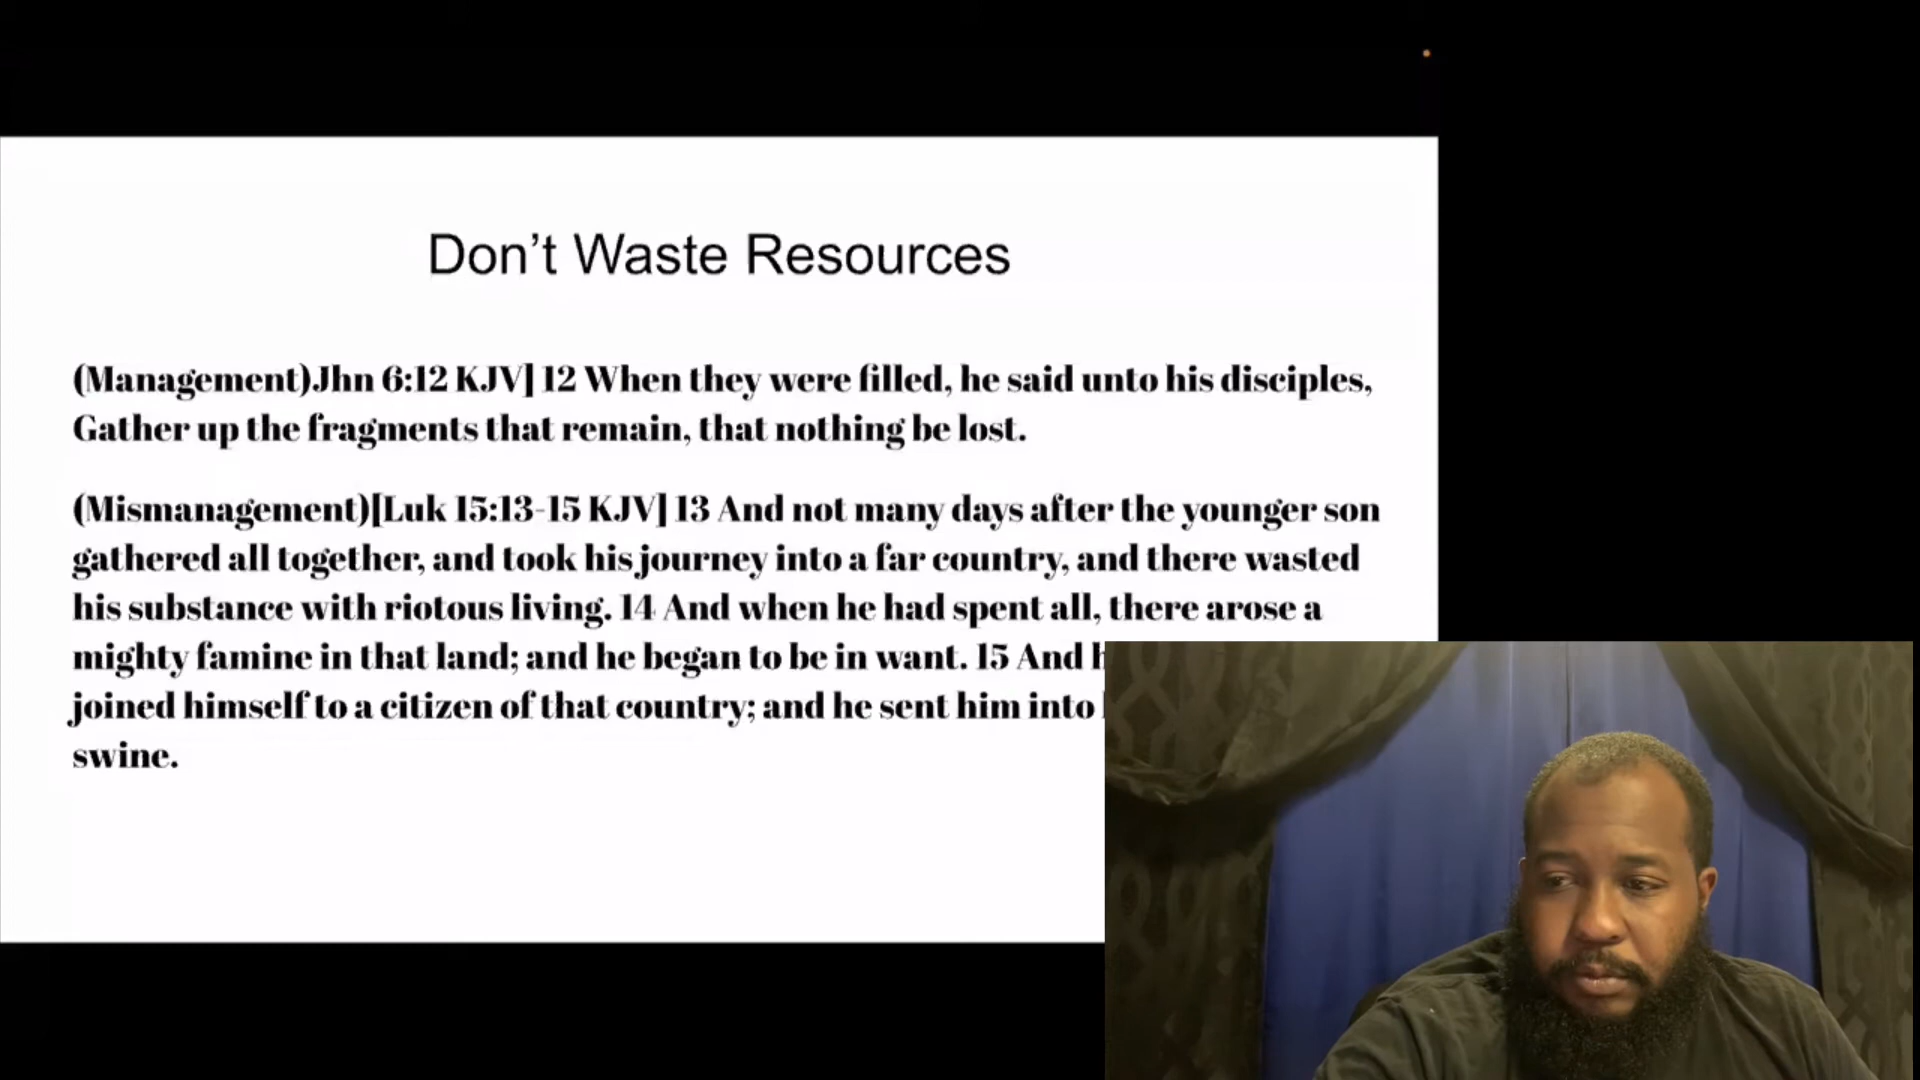 Don’t Waste Resources
(Management)Jhn 6:12 KJV] 12 When they were filled, he said unto his disciples,
Gather up the fragments that remain, that nothing be lost.
(Mismanagement)[Luk 15:13-15 KJV] 13 And not many days after the younger son
gathered all together, and took his journey into a far country, and there wasted
his substance with riotous living. 14 And when he had spent all, there arose a
mighty famine in that land; and he began to be in want. 15 And
joined himself to a citizen of that country; and he sent him into
swine.